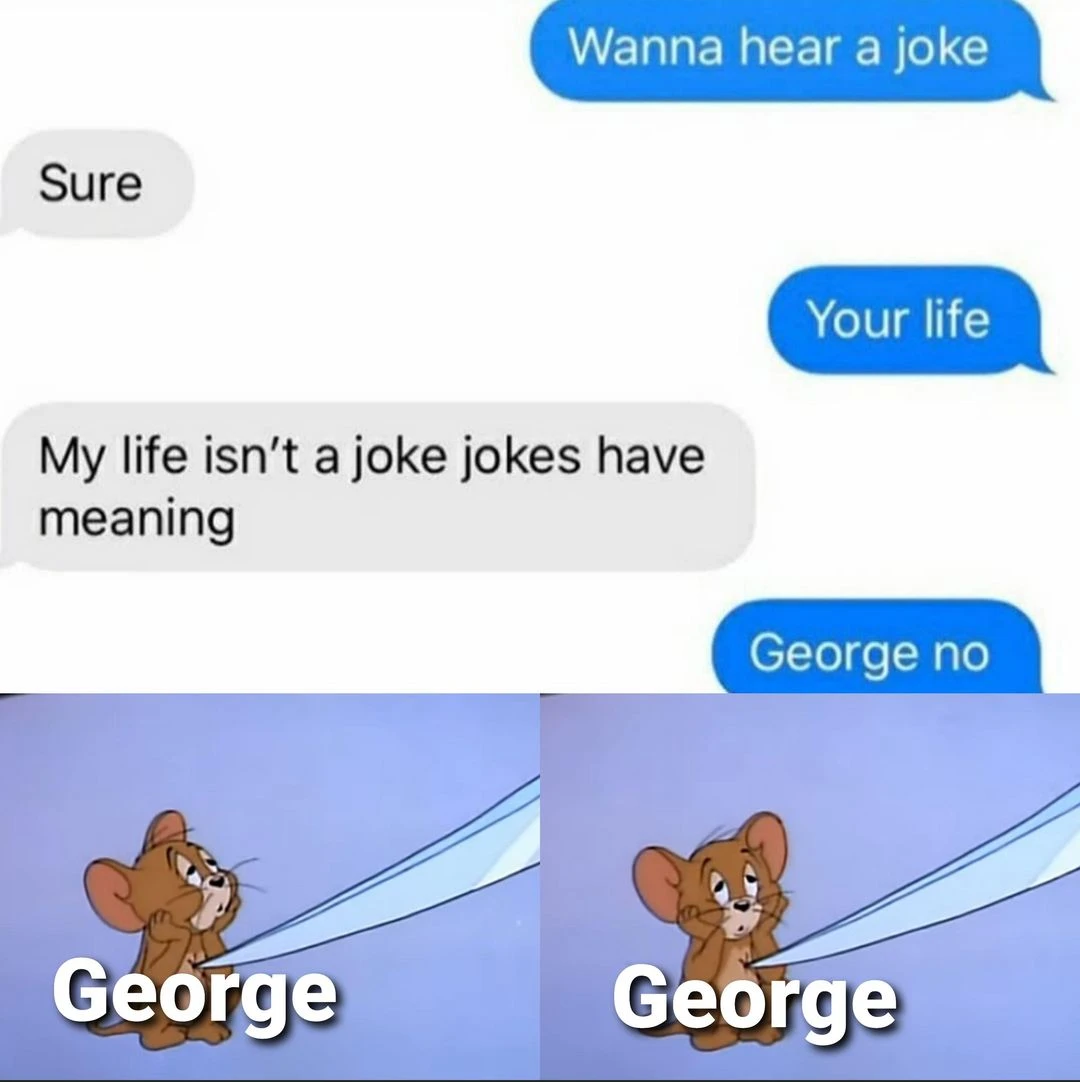 Wanna hear a joke
Sure
Your life
My life isn't a joke jokes have
meaning
George no
George
George